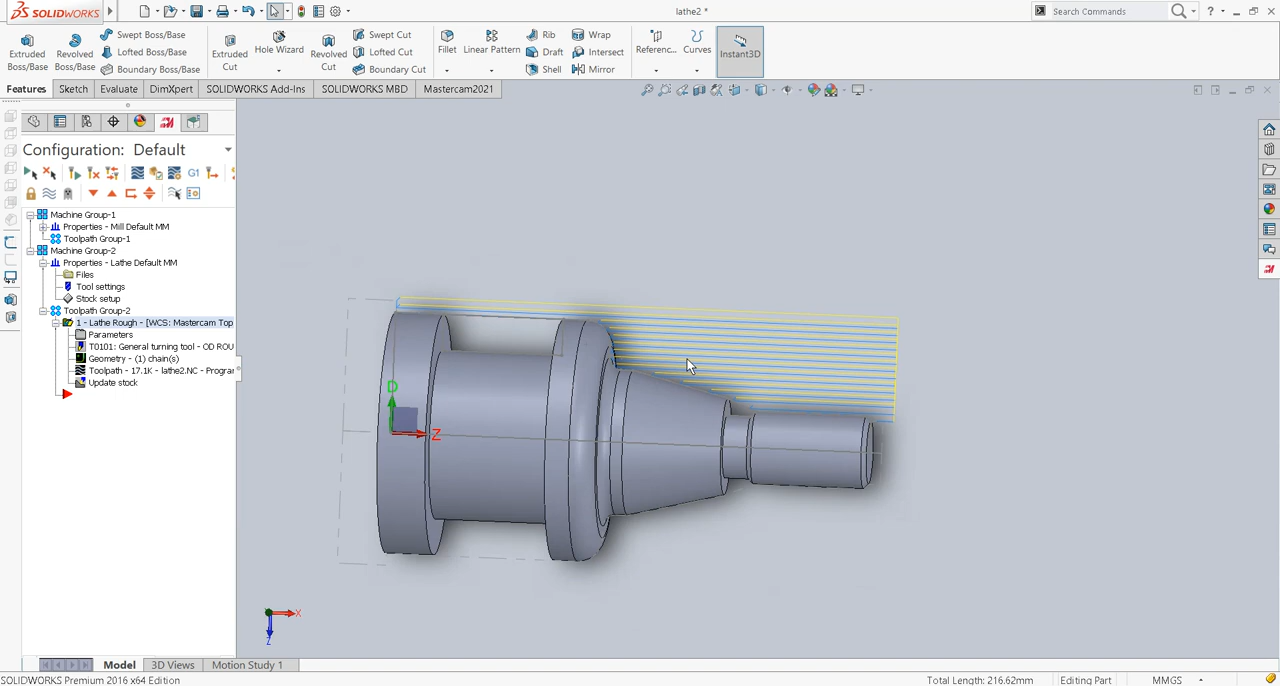 SOLIDWORKS
lathe2 *
Search Commands
Extruded Boss/Base
Revolved Boss/Base
Swept Boss/Base
Lofted Boss/Base
Boundary Boss/Base
Extruded Cut
Hole Wizard
Revolved Cut
Swept Cut
Lofted Cut
Boundary Cut
Fillet
Linear Pattern
Rib
Draft
Shell
Wrap
Intersect
Mirror
Referenc...
Curves
Instant3D
Features
Sketch
Evaluate
DimXpert
SOLIDWORKS Add-Ins
SOLIDWORKS MBD
Mastercam2021
Configuration: Default
G1
Machine Group-1
Properties - Mill Default MM
Toolpath Group-1
Machine Group-2
Properties - Lathe Default MM
Files
Tool settings
Stock setup
Toolpath Group-2
1 - Lathe Rough - [WCS: Mastercam Top
Parameters
T0101: General turning tool - OD ROU
Geometry - (1) chain(s)
Toolpath - 17.1K - lathe2.NC - Progra
Update stock
D
Z
X
Z
Model
3D Views
Motion Study 1
SOLIDWORKS Premium 2016 x64 Edition
Total Length: 216.62mm
Editing Part
MMGS